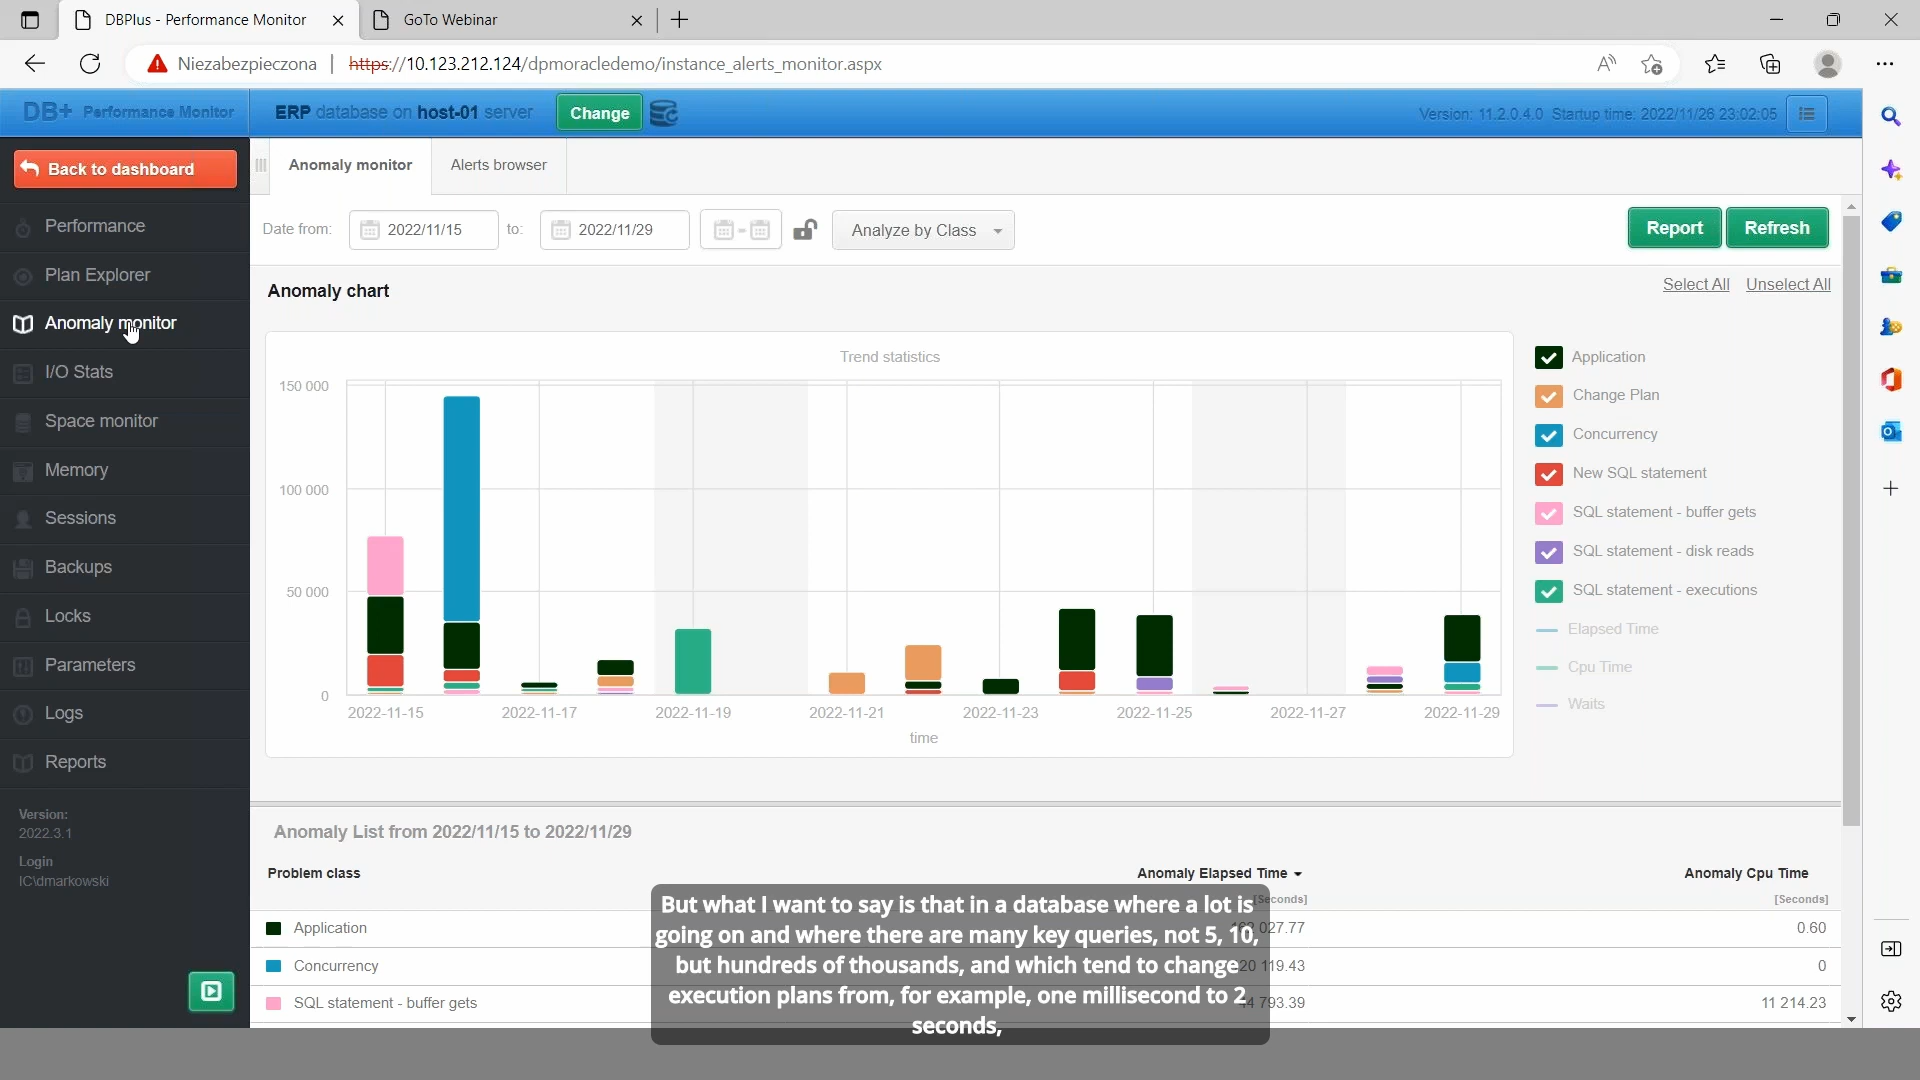 DBPlus - Performance Monitor
GoTo Webinar
Niezabezpieczona
https://10.123.212.124/dpmoracledemo/instance_alerts_monitor.aspx
DB+ Performance Monitor
ERP database on host-01 server
Change
Version: 11.2.0.4.0 Startup time: 2022/11/26 23:02:05
Back to dashboard
Performance
Plan Explorer
Anomaly monitor
I/O Stats
Space monitor
Memory
Sessions
Backups
Locks
Parameters
Logs
Reports
Version:
2022.3.1
Login
IC\dmarkowski
Anomaly monitor
Alerts browser
Date from:
2022/11/15
to:
2022/11/29
Analyze by Class
Report
Refresh
Anomaly chart
Select All
Unselect All
Trend statistics
150 000
100 000
50 000
0
2022-11-15
2022-11-17
2022-11-19
2022-11-21
2022-11-23
2022-11-25
2022-11-27
2022-11-29
time
Application
Change Plan
Concurrency
New SQL statement
SQL statement - buffer gets
SQL statement - disk reads
SQL statement - executions
Elapsed Time
Cpu Time
Waits
Anomaly List from 2022/11/15 to 2022/11/29
Problem class
Anomaly Elapsed Time
[Seconds]
Anomaly Cpu Time
[Seconds]
Application
027.77
0.60
Concurrency
119.43
0
SQL statement - buffer gets
793.39
11 214.23
But what I want to say is that in a database where a lot is
going on and where there are many key queries, not 5, 10,
but hundreds of thousands, and which tend to change
execution plans from, for example, one millisecond to 2
seconds,